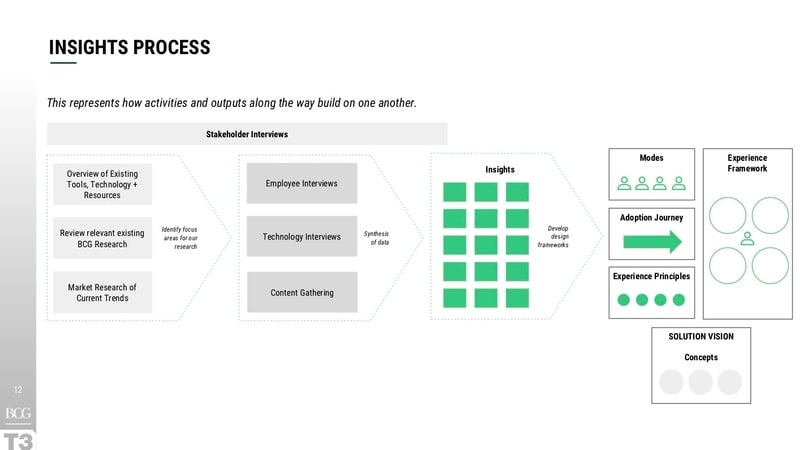 INSIGHTS PROCESS
This represents how activities and outputs along the way build on one another.
Stakeholder Interviews
Overview of Existing
Tools, Technology +
Resources
Review relevant existing
BCG Research
Market Research of
Current Trends
Identify focus
areas for our
research
Employee Interviews
Technology Interviews
Content Gathering
Synthesis
of data
Insights
Develop
design
frameworks
Modes
Adoption Journey
Experience Principles
Experience
Framework
SOLUTION VISION
Concepts
12
BCG
T3